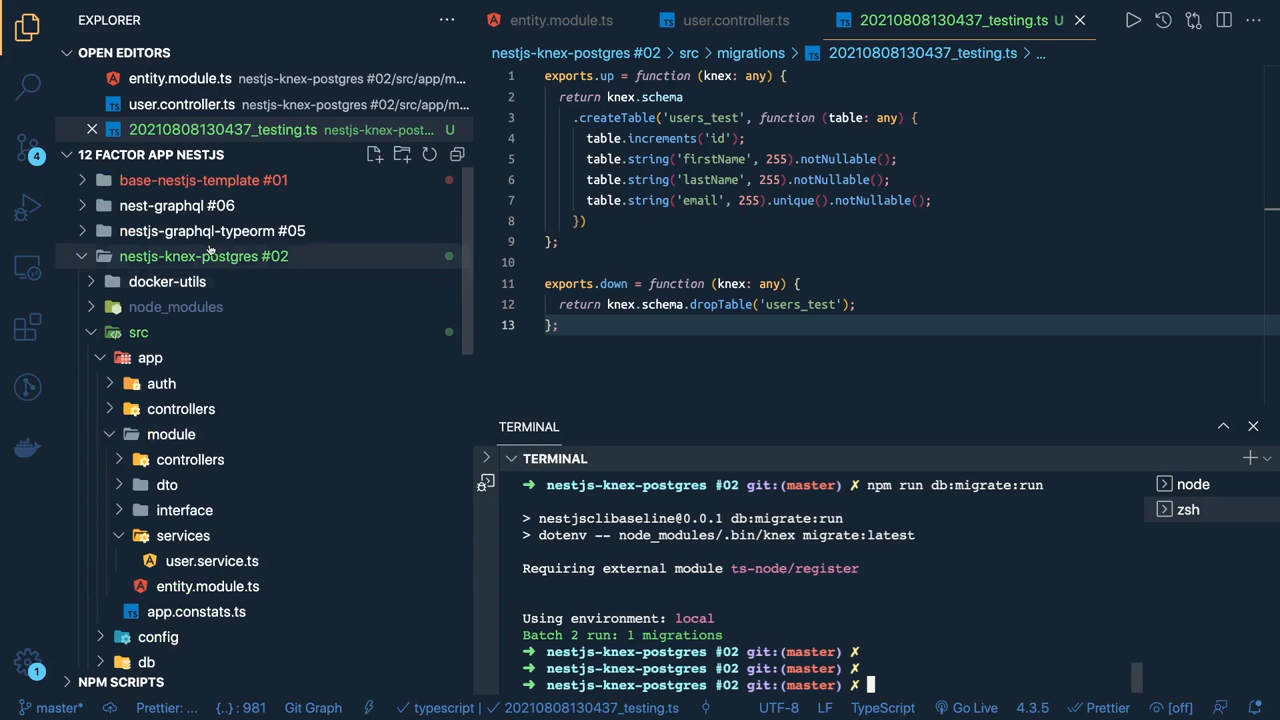 EXPLORER
entity.module.ts
user.controller.ts
20210808130437_testing.ts U
OPEN EDITORS
entity.module.ts nestjs-knex-postgres #02/src/app/m...
user.controller.ts nestjs-knex-postgres #02/src/app/m...
20210808130437_testing.ts nestjs-knex-post... U
12 FACTOR APP NESTJS
base-nestjs-template #01
nest-graphql #06
nestjs-graphql-typeorm #05
nestjs-knex-postgres #02
docker-utils
node_modules
src
app
auth
controllers
module
controllers
dto
interface
services
user.service.ts
entity.module.ts
app.constats.ts
config
db
NPM SCRIPTS
4
1
nestjs-knex-postgres #02 > src > migrations > 20210808130437_testing.ts > ...
1 exports.up = function (knex: any) {
2 return knex.schema
3 .createTable('users_test', function (table: any) {
4 table.increments('id');
5 table.string('firstName', 255).notNullable();
6 table.string('lastName', 255).notNullable();
7 table.string('email', 255).unique().notNullable();
8 })
9 };
10
11 exports.down = function (knex: any) {
12 return knex.schema.dropTable('users_test');
13 };
TERMINAL
TERMINAL
➜ nestjs-knex-postgres #02 git:(master) ✗ npm run db:migrate:run
> nestjsclibaseline@0.0.1 db:migrate:run
> dotenv -- node_modules/.bin/knex migrate:latest
Requiring external module ts-node/register
Using environment: local
Batch 2 run: 1 migrations
➜ nestjs-knex-postgres #02 git:(master) ✗
➜ nestjs-knex-postgres #02 git:(master) ✗
➜ nestjs-knex-postgres #02 git:(master) ✗
node
zsh
master* Prettier: ... {..} : 981 Git Graph ✓ typescript | ✓ 20210808130437_testing.ts UTF-8 LF TypeScript Go Live 4.3.5 ✓ Prettier [off]